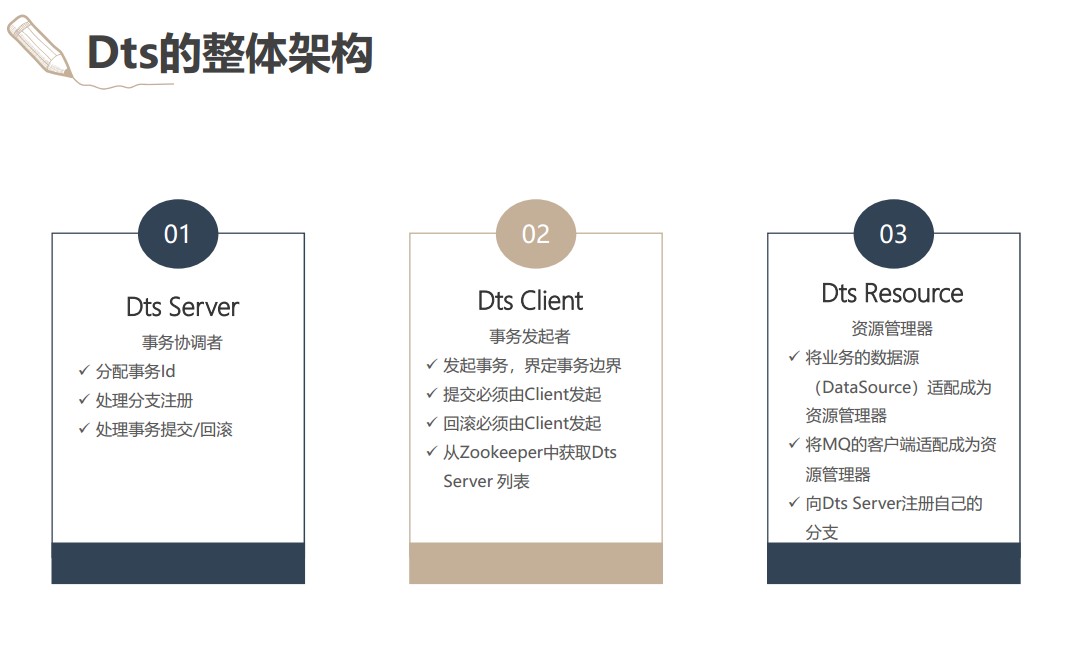 Dts的整体架构
01
Dts Server
事务协调者
✓ 分配事务Id
✓ 处理分支注册
✓ 处理事务提交/回滚
02
Dts Client
事务发起者
✓ 发起事务，界定事务边界
✓ 提交必须由Client发起
✓ 回滚必须由Client发起
✓ 从Zookeeper中获取Dts
Server 列表
03
Dts Resource
资源管理器
✓ 将业务的数据源
（DataSource）适配成为
资源管理器
✓ 将MQ的客户端适配成为资
源管理器
✓ 向Dts Server注册自己的
分支